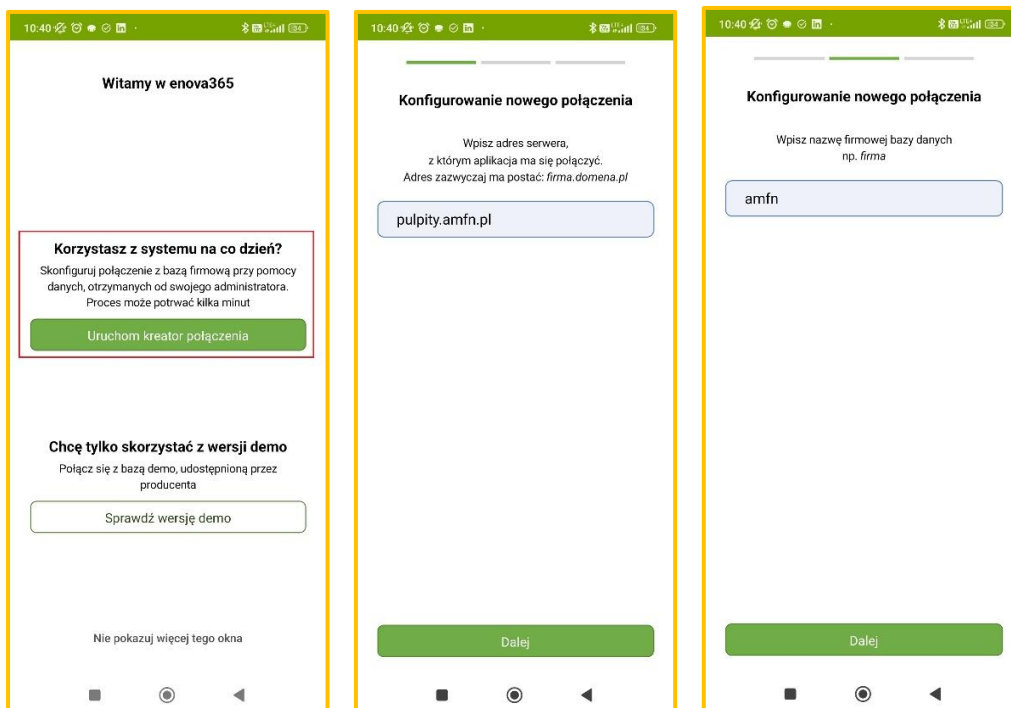 10:40
Witamy w enova365
Korzystasz z systemu na co dzień?
Skonfiguruj połączenie z bazą firmową przy pomocy
danych, otrzymanych od swojego administratora.
Proces może potrwać kilka minut
Uruchom kreator połączenia
Chcę tylko skorzystać z wersji demo
Połącz się z bazą demo, udostępnioną przez
producenta
Sprawdź wersję demo
Nie pokazuj więcej tego okna
10:40
Konfigurowanie nowego połączenia
Wpisz adres serwera,
z którym aplikacja ma się połączyć.
Adres zazwyczaj ma postać: firma.domena.pl
pulpity.amfn.pl
Dalej
10:40
Konfigurowanie nowego połączenia
Wpisz nazwę firmowej bazy danych
np. firma
amfn
Dalej